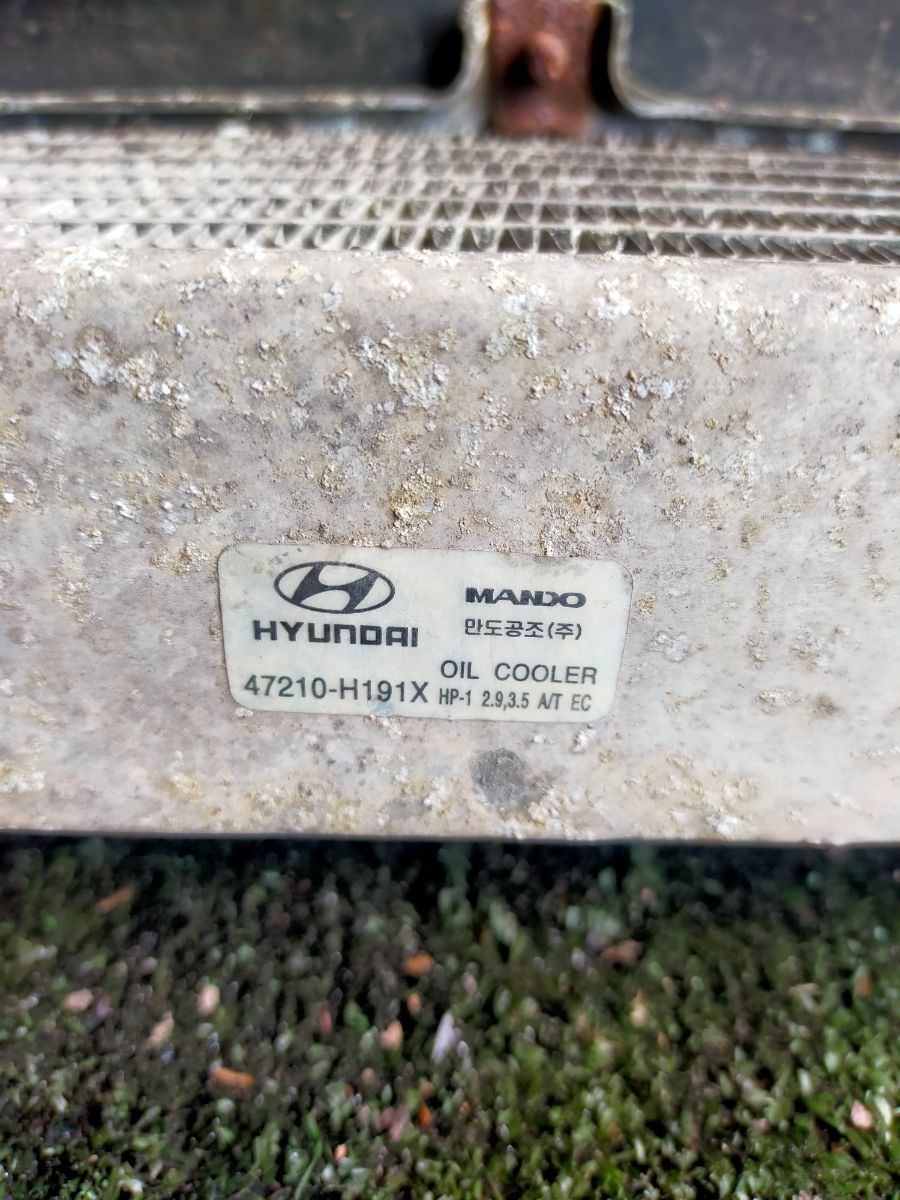 HYUNDAI
MANDO
만도공조(주)
47210-H191X
OIL COOLER
HP-1 2.9,3.5 A/T EC